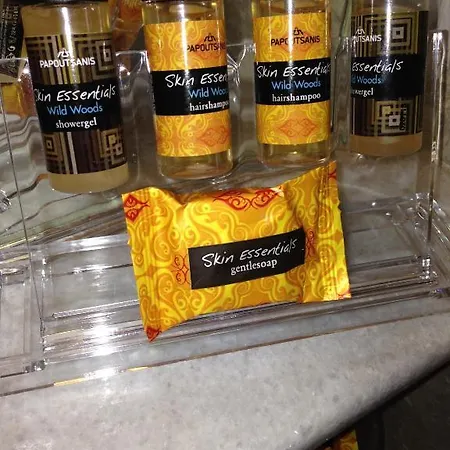 PAPOUTSANIS
Skin Essentials
Wild Woods
showergel
PAPOUTSANIS
Skin Essentials
Wild Woods
hairshampoo
PAPOUTSANIS
Skin Essentials
Wild Woods
hairshampoo
PAPOUTSANIS
Skin Essentials
Wild Woods
showergel
Skin Essentials
gentlesoap